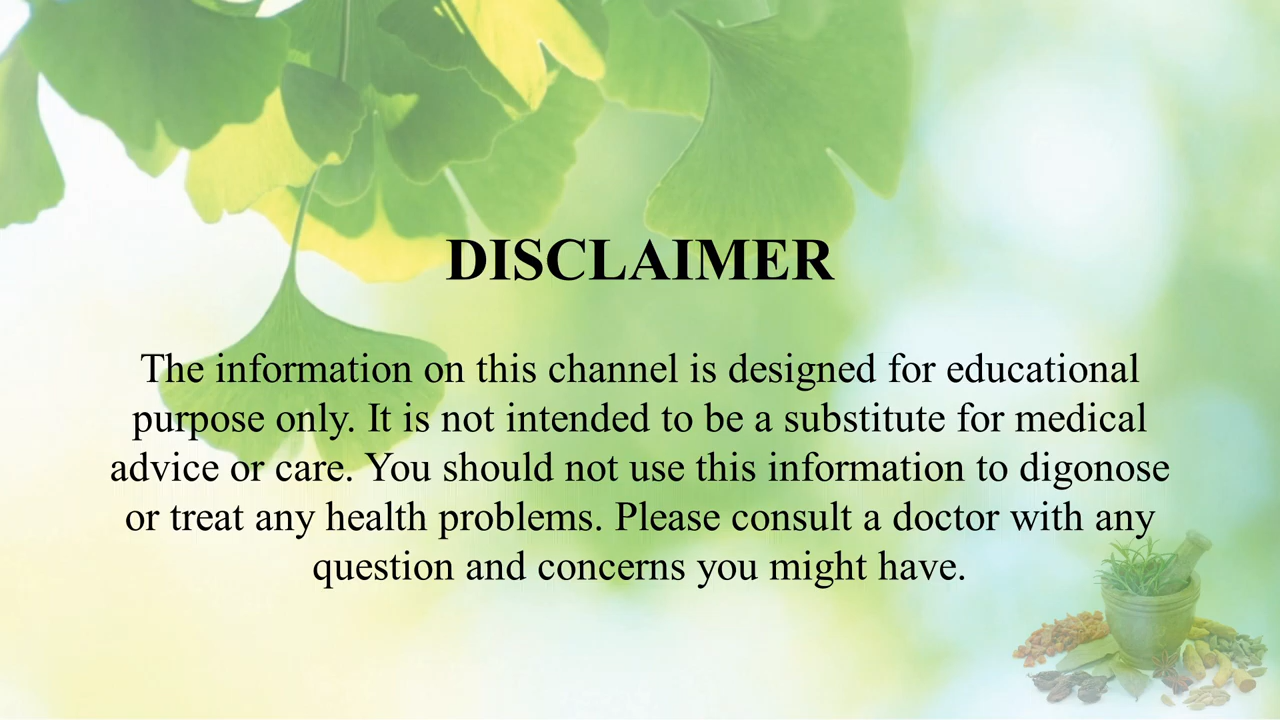 DISCLAIMER
The information on this channel is designed for educational
purpose only. It is not intended to be a substitute for medical
advice or care. You should not use this information to digonose
or treat any health problems. Please consult a doctor with any
question and concerns you might have.